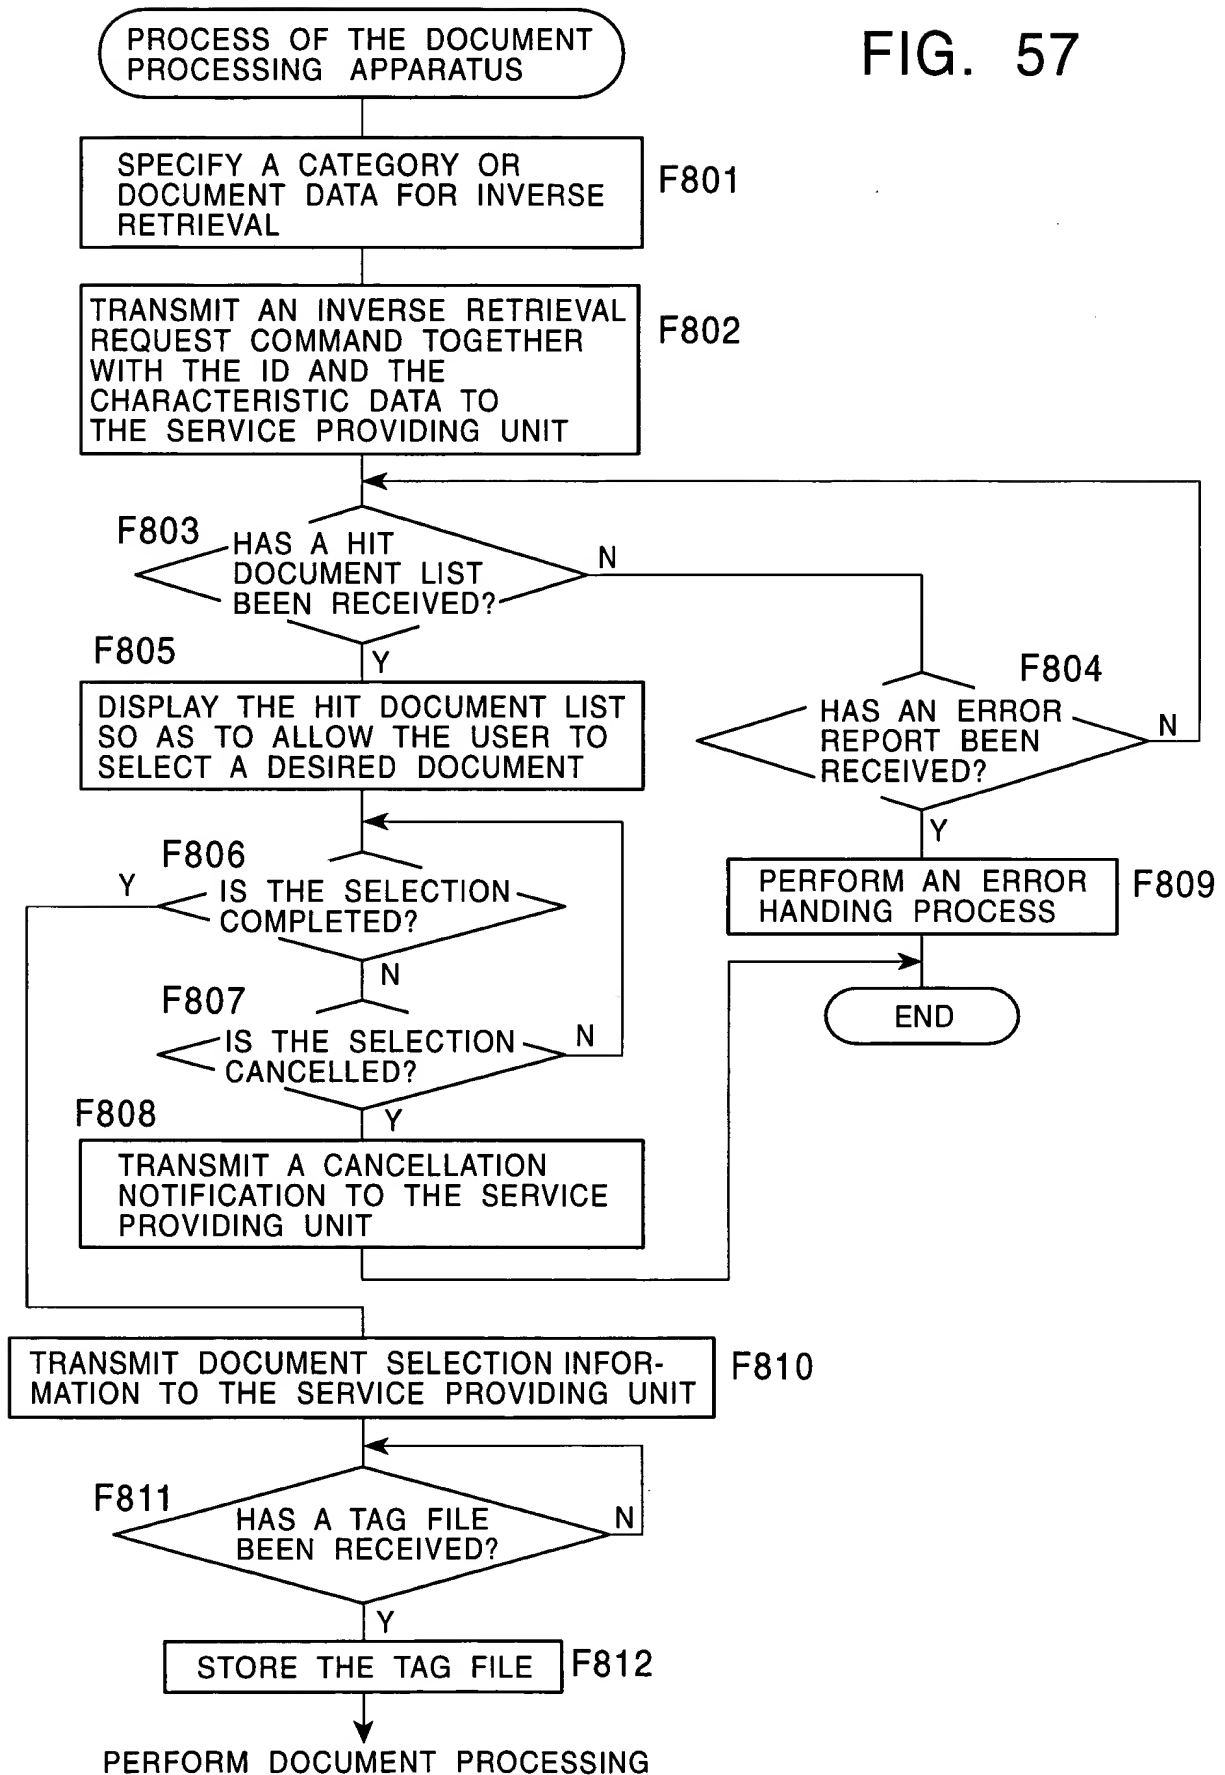 FIG. 57
PROCESS OF THE DOCUMENT
PROCESSING APPARATUS
SPECIFY A CATEGORY OR
DOCUMENT DATA FOR INVERSE
RETRIEVAL
F801
TRANSMIT AN INVERSE RETRIEVAL
REQUEST COMMAND TOGETHER
WITH THE ID AND THE
CHARACTERISTIC DATA TO
THE SERVICE PROVIDING UNIT
F802
F803
HAS A HIT
DOCUMENT LIST
BEEN RECEIVED?
N
Y
F804
HAS AN ERROR
REPORT BEEN
RECEIVED?
N
Y
F805
DISPLAY THE HIT DOCUMENT LIST
SO AS TO ALLOW THE USER TO
SELECT A DESIRED DOCUMENT
F806
Y
IS THE SELECTION
COMPLETED?
N
PERFORM AN ERROR
HANDING PROCESS
F809
END
F807
IS THE SELECTION
CANCELLED?
N
Y
F808
TRANSMIT A CANCELLATION
NOTIFICATION TO THE SERVICE
PROVIDING UNIT
TRANSMIT DOCUMENT SELECTION INFOR-
MATION TO THE SERVICE PROVIDING UNIT
F810
F811
HAS A TAG FILE
BEEN RECEIVED?
N
Y
STORE THE TAG FILE
F812
PERFORM DOCUMENT PROCESSING